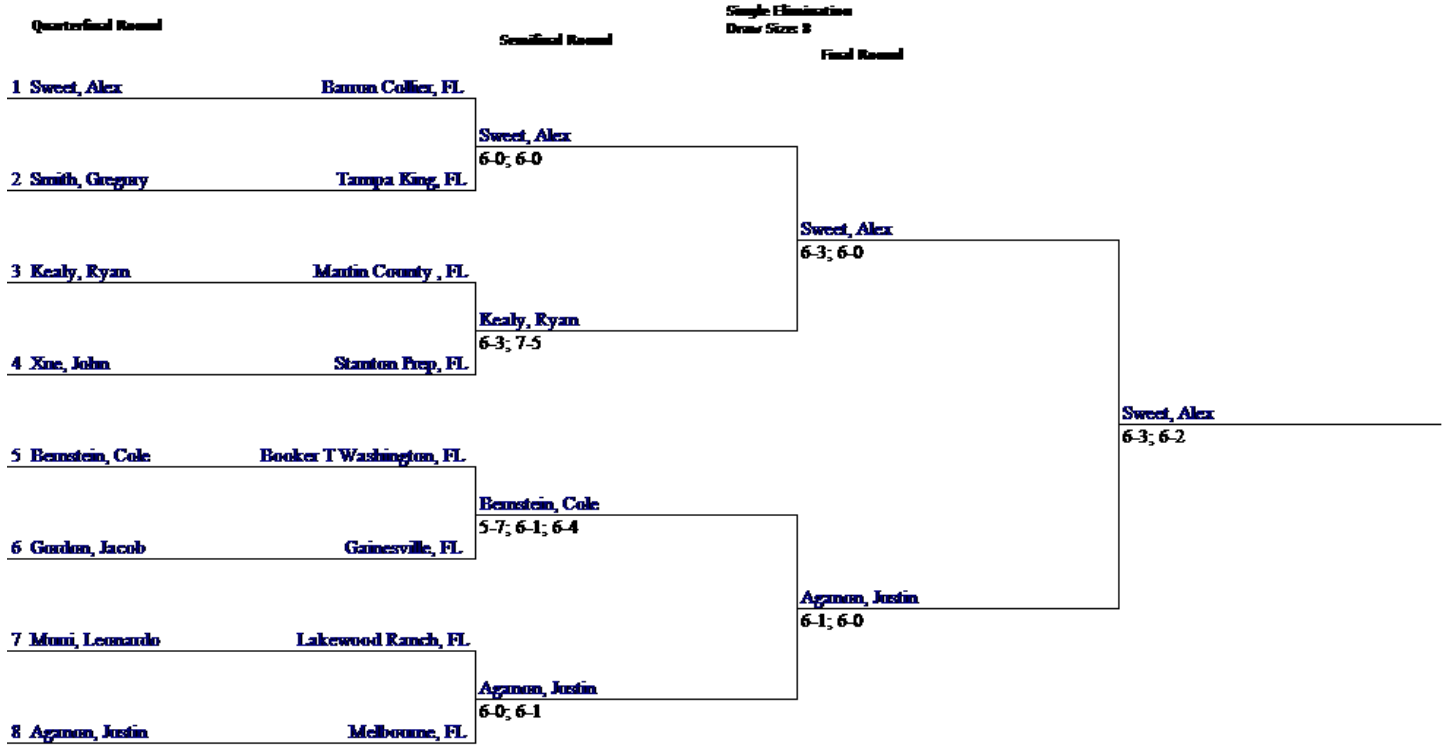 Single Elimination
Draw Size: 8
Quarterfinal Round
Semifinal Round
Final Round
1 Sweet, Alex Barron Collier, FL
Sweet, Alex
6-0; 6-0
2 Smith, Gregory Tampa King, FL
Sweet, Alex
6-3; 6-0
3 Kealy, Ryan Martin County , FL
Kealy, Ryan
6-3; 7-5
4 Xue, John Stanton Prep, FL
Sweet, Alex
6-3; 6-2
5 Bernstein, Cole Booker T Washington, FL
Bernstein, Cole
5-7; 6-1; 6-4
6 Gordon, Jacob Gainesville, FL
Aganon, Justin
6-1; 6-0
7 Leonardo Lakewood Ranch, FL
Aganon, Justin
6-0; 6-1
8 Aganon, Justin Melbourne, FL